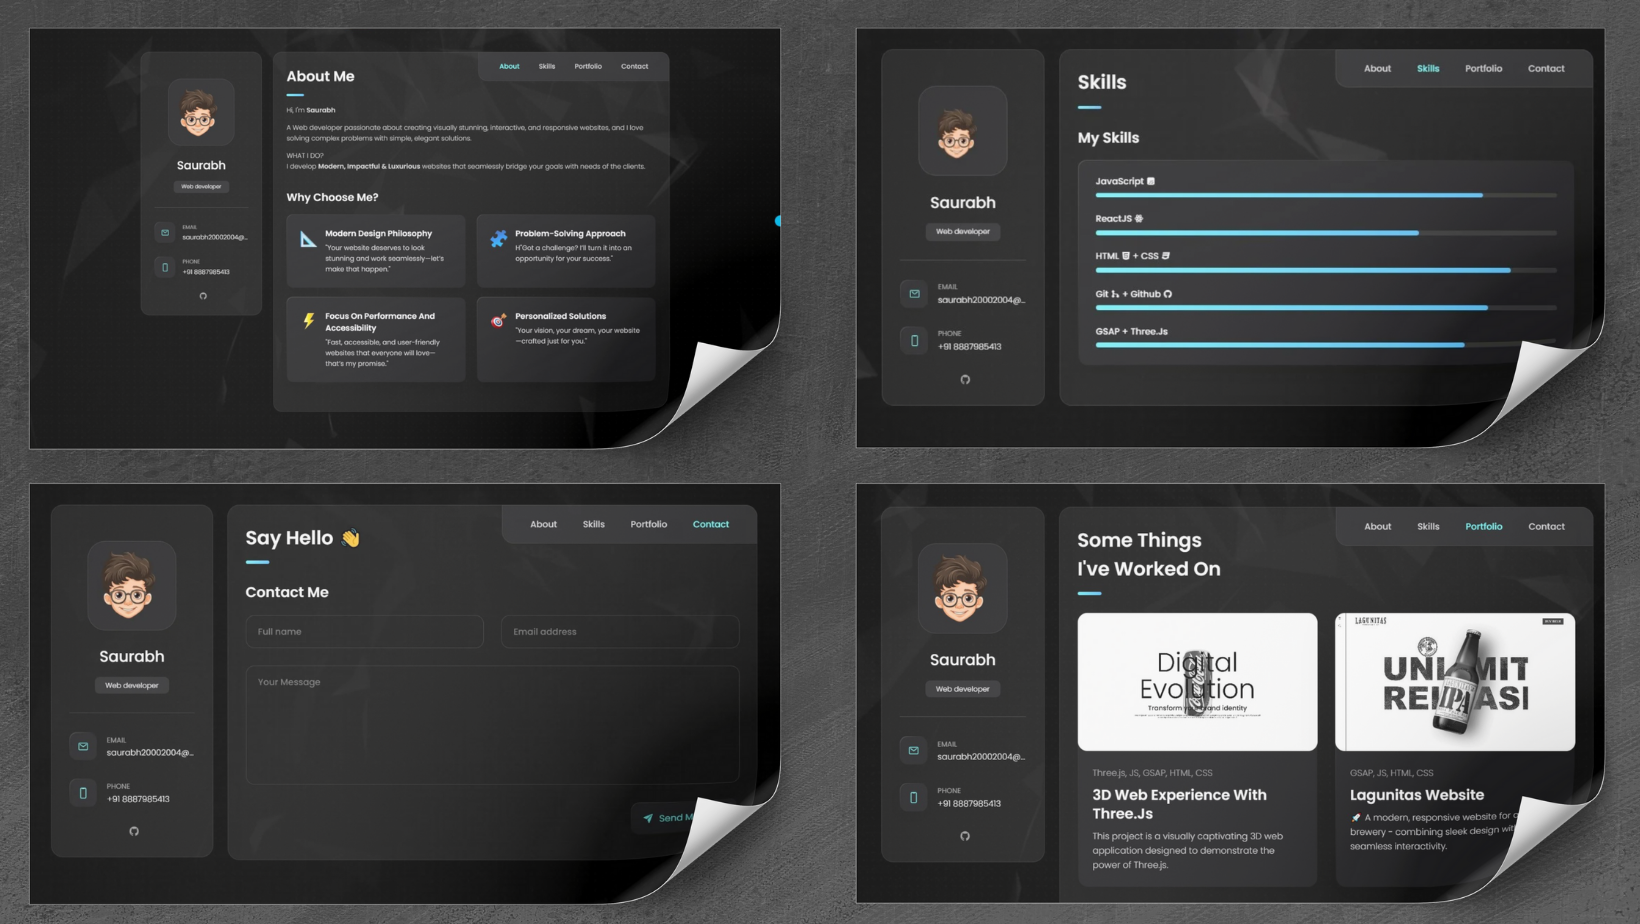 Saurabh
Web developer
EMAIL
saurabh20002004@...
PHONE
+91 8887985413
About
Skills
Portfolio
Contact
About Me
Hi, I'm Saurabh
A Web developer passionate about creating visually stunning, interactive, and responsive websites, and I love
solving complex problems with simple, elegant solutions.
WHAT I DO?
I develop Modern, Impactful & Luxurious websites that seamlessly bridge your goals with needs of the clients.
Why Choose Me?
Modern Design Philosophy
"Your website deserves to look
stunning and work seamlessly—let's
make that happen."
Problem-Solving Approach
H"Got a challenge? I'll turn it into an
opportunity for your success."
Focus On Performance And
Accessibility
"Fast, accessible, and user-friendly
websites that everyone will love—
that's my promise."
Personalized Solutions
"Your vision, your dream, your website
—crafted just for you."
Saurabh
Web developer
EMAIL
saurabh20002004@...
PHONE
+91 8887985413
About
Skills
Portfolio
Contact
Skills
My Skills
JavaScript
ReactJS
HTML + CSS
Git + Github
GSAP + Three.Js
Saurabh
Web developer
EMAIL
saurabh20002004@...
PHONE
+91 8887985413
About
Skills
Portfolio
Contact
Say Hello 👋
Contact Me
Full name
Email address
Your Message
Send M
Saurabh
Web developer
EMAIL
saurabh20002004@...
PHONE
+91 8887985413
About
Skills
Portfolio
Contact
Some Things
I've Worked On
Digital
Evolution
Transform
and identity
Three.js, JS, GSAP, HTML, CSS
3D Web Experience With
Three.Js
This project is a visually captivating 3D web
application designed to demonstrate the
power of Three.js.
LAGUNITAS
UNL MIT
RE ASI
IPA
GSAP, JS, HTML, CSS
Lagunitas Website
🚀 A modern, responsive website for
brewery - combining sleek design
seamless interactivity.